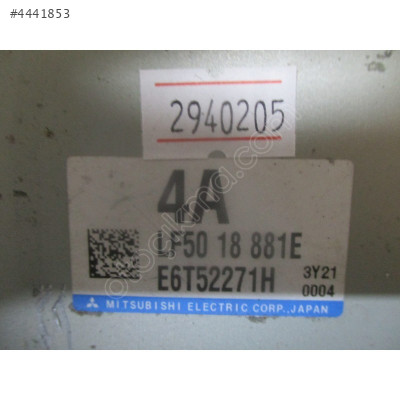 #4441853
2940205
4A
LF50 18 881E
E6T52271H
3Y21
0004
MITSUBISHI ELECTRIC CORP.,JAPAN